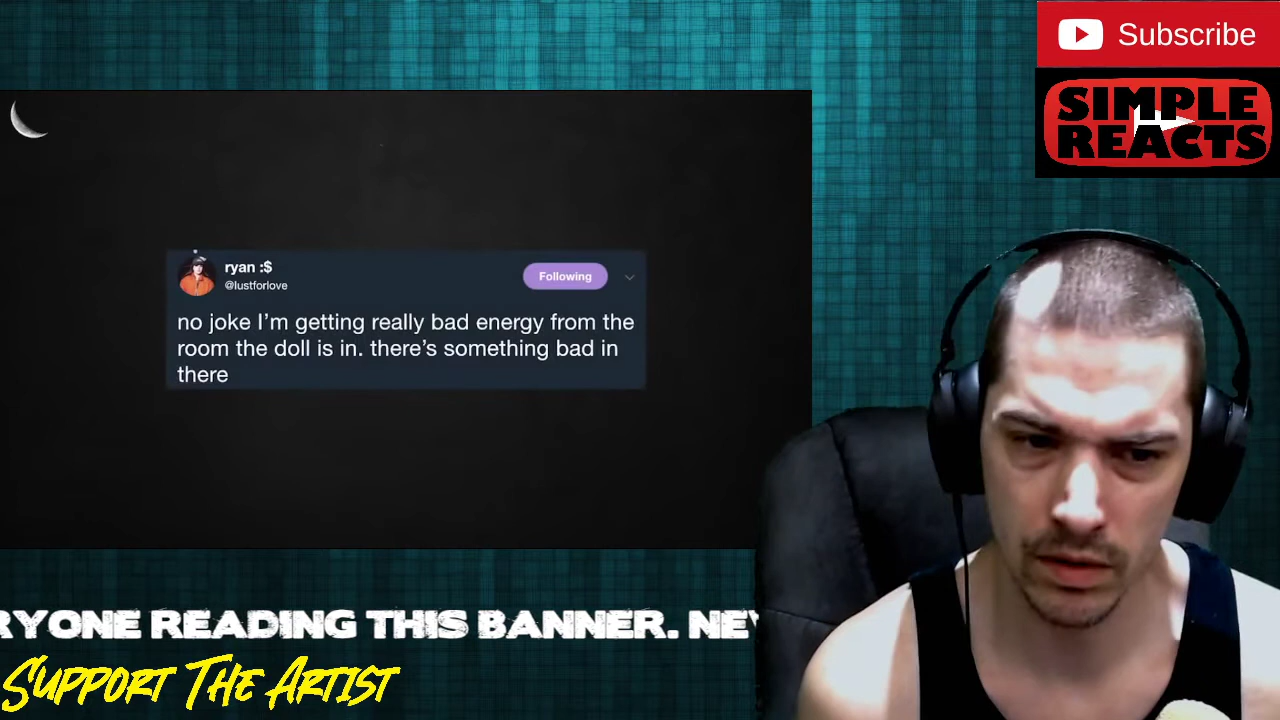 Subscribe
SIMPLE
REACTS
ryan :$
@lustforlove
Following
no joke I’m getting really bad energy from the
room the doll is in. there’s something bad in
there
RYONE READING THIS BANNER. NE
Support The Artist